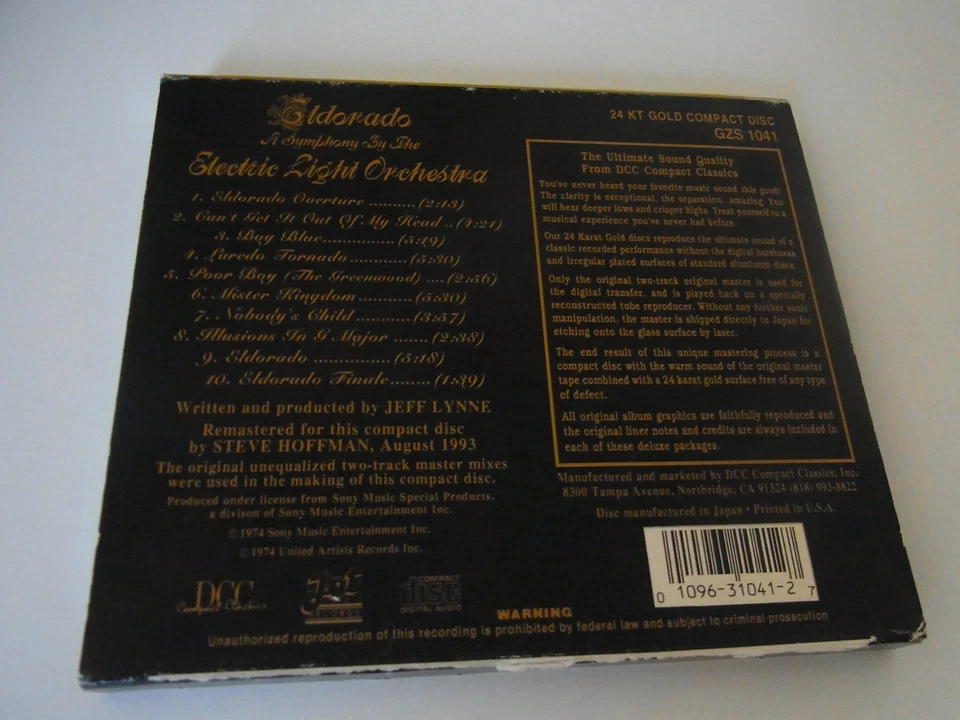 Eldorado
A Symphony By The
Electric Light Orchestra
1. Eldorado Overture ..........(2:13)
2. Can't Get It Out Of My Head ..(4:21)
3. Boy Blue...............(5:19)
4. Laredo Tornado............(5:30)
5. Poor Boy (The Greenwood) ....(2:56)
6. Mister Kingdom...........(5:30)
7. Nobody's Child ...........(3:57)
8. Illusions In G Major .......(2:38)
9. Eldorado ..............(5:18)
10. Eldorado Finale........(1:39)
Written and producted by JEFF LYNNE
Remastered for this compact disc
by STEVE HOFFMAN, August 1993
The original unequalized two-track master mixes
were used in the making of this compact disc.
Produced under license from Sony Music Special Products,
a divison of Sony Music Entertainment Inc.
©1974 Sony Music Entertainment Inc.
©1974 United Artists Records Inc.
DCC
Compact Classics
JET
RECORDS
COMPACT
disc
DIGITAL AUDIO
24 KT GOLD COMPACT DISC
GZS 1041
The Ultimate Sound Quality
From DCC Compact Classics
You've never heard your favorite music sound this good!
The clarity is exceptional, the separation...amazing. You
will hear deeper lows and crisper highs. Treat yourself to a
musical experience you've never had before.
Our 24 Karat Gold discs reproduce the ultimate sound of a
classic recorded performance without the digital harshness
and irregular plated surfaces of standard aluminum discs.
Only the original two-track original master is used for
the digital transfer, and is played back on a specially
reconstructed tube reproducer. Without any further sonic
manipulation, the master is shipped directly to Japan for
etching onto the glass surface by laser.
The end result of this unique mastering process is a
compact disc with the warm sound of the original master
tape combined with a 24 karat gold surface free of any type
of defect.
All original album graphics are faithfully reproduced and
the original liner notes and credits are always included in
each of these deluxe packages.
Manufactured and marketed by DCC Compact Classics, Inc.
8300 Tampa Avenue, Northridge, CA 91324 (818) 993-8822
Disc manufactured in Japan • Printed in U.S.A.
0 1096-31041-2 7
WARNING
Unauthorized reproduction of this recording is prohibited by federal law and subject to criminal prosecution